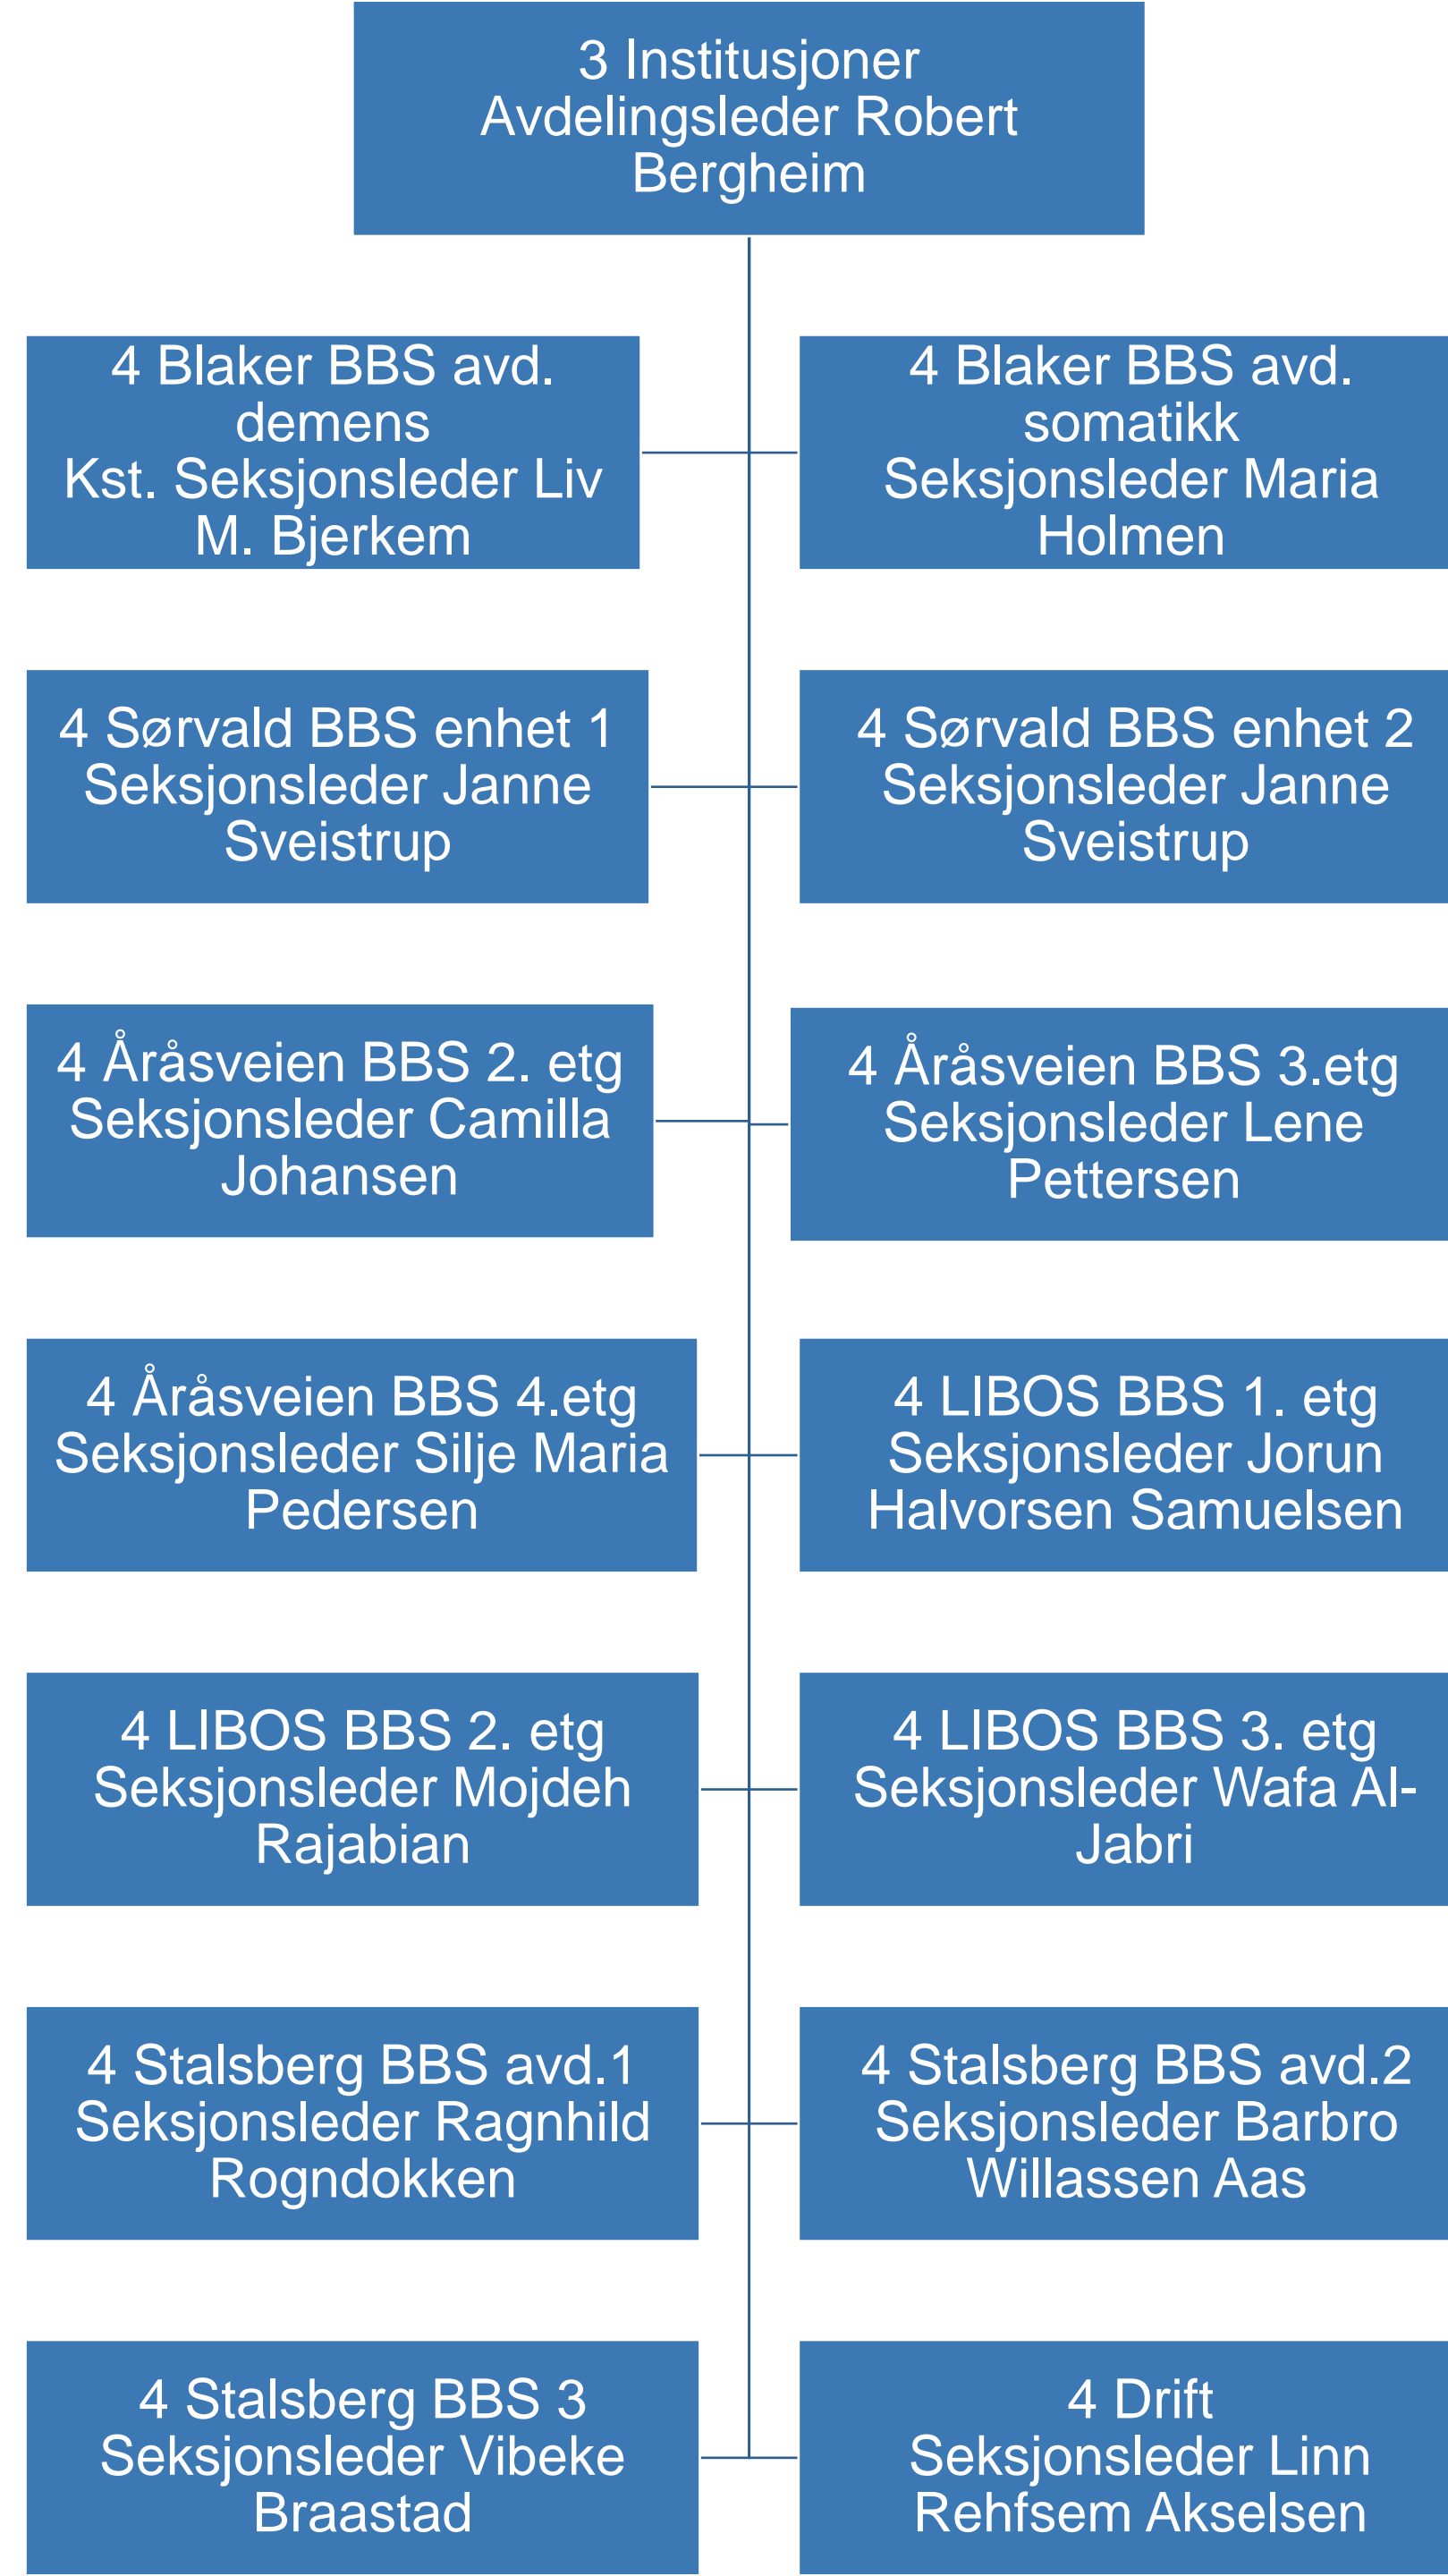 3 Institusjoner
Avdelingsleder Robert
Bergheim
4 Blaker BBS avd.
demens
Kst. Seksjonsleder Liv
M. Bjerkem
4 Blaker BBS avd.
somatikk
Seksjonsleder Maria
Holmen
4 Sørvald BBS enhet 1
Seksjonsleder Janne
Sveistrup
4 Sørvald BBS enhet 2
Seksjonsleder Janne
Sveistrup
4 Åråsveien BBS 2. etg
Seksjonsleder Camilla
Johansen
4 Åråsveien BBS 3.etg
Seksjonsleder Lene
Pettersen
4 Åråsveien BBS 4.etg
Seksjonsleder Silje Maria
Pedersen
4 LIBOS BBS 1. etg
Seksjonsleder Jorun
Halvorsen Samuelsen
4 LIBOS BBS 2. etg
Seksjonsleder Mojdeh
Rajabian
4 LIBOS BBS 3. etg
Seksjonsleder Wafa Al-
Jabri
4 Stalsberg BBS avd.1
Seksjonsleder Ragnhild
Rogndokken
4 Stalsberg BBS avd.2
Seksjonsleder Barbro
Willassen Aas
4 Stalsberg BBS 3
Seksjonsleder Vibeke
Braastad
4 Drift
Seksjonsleder Linn
Rehfsem Akselsen